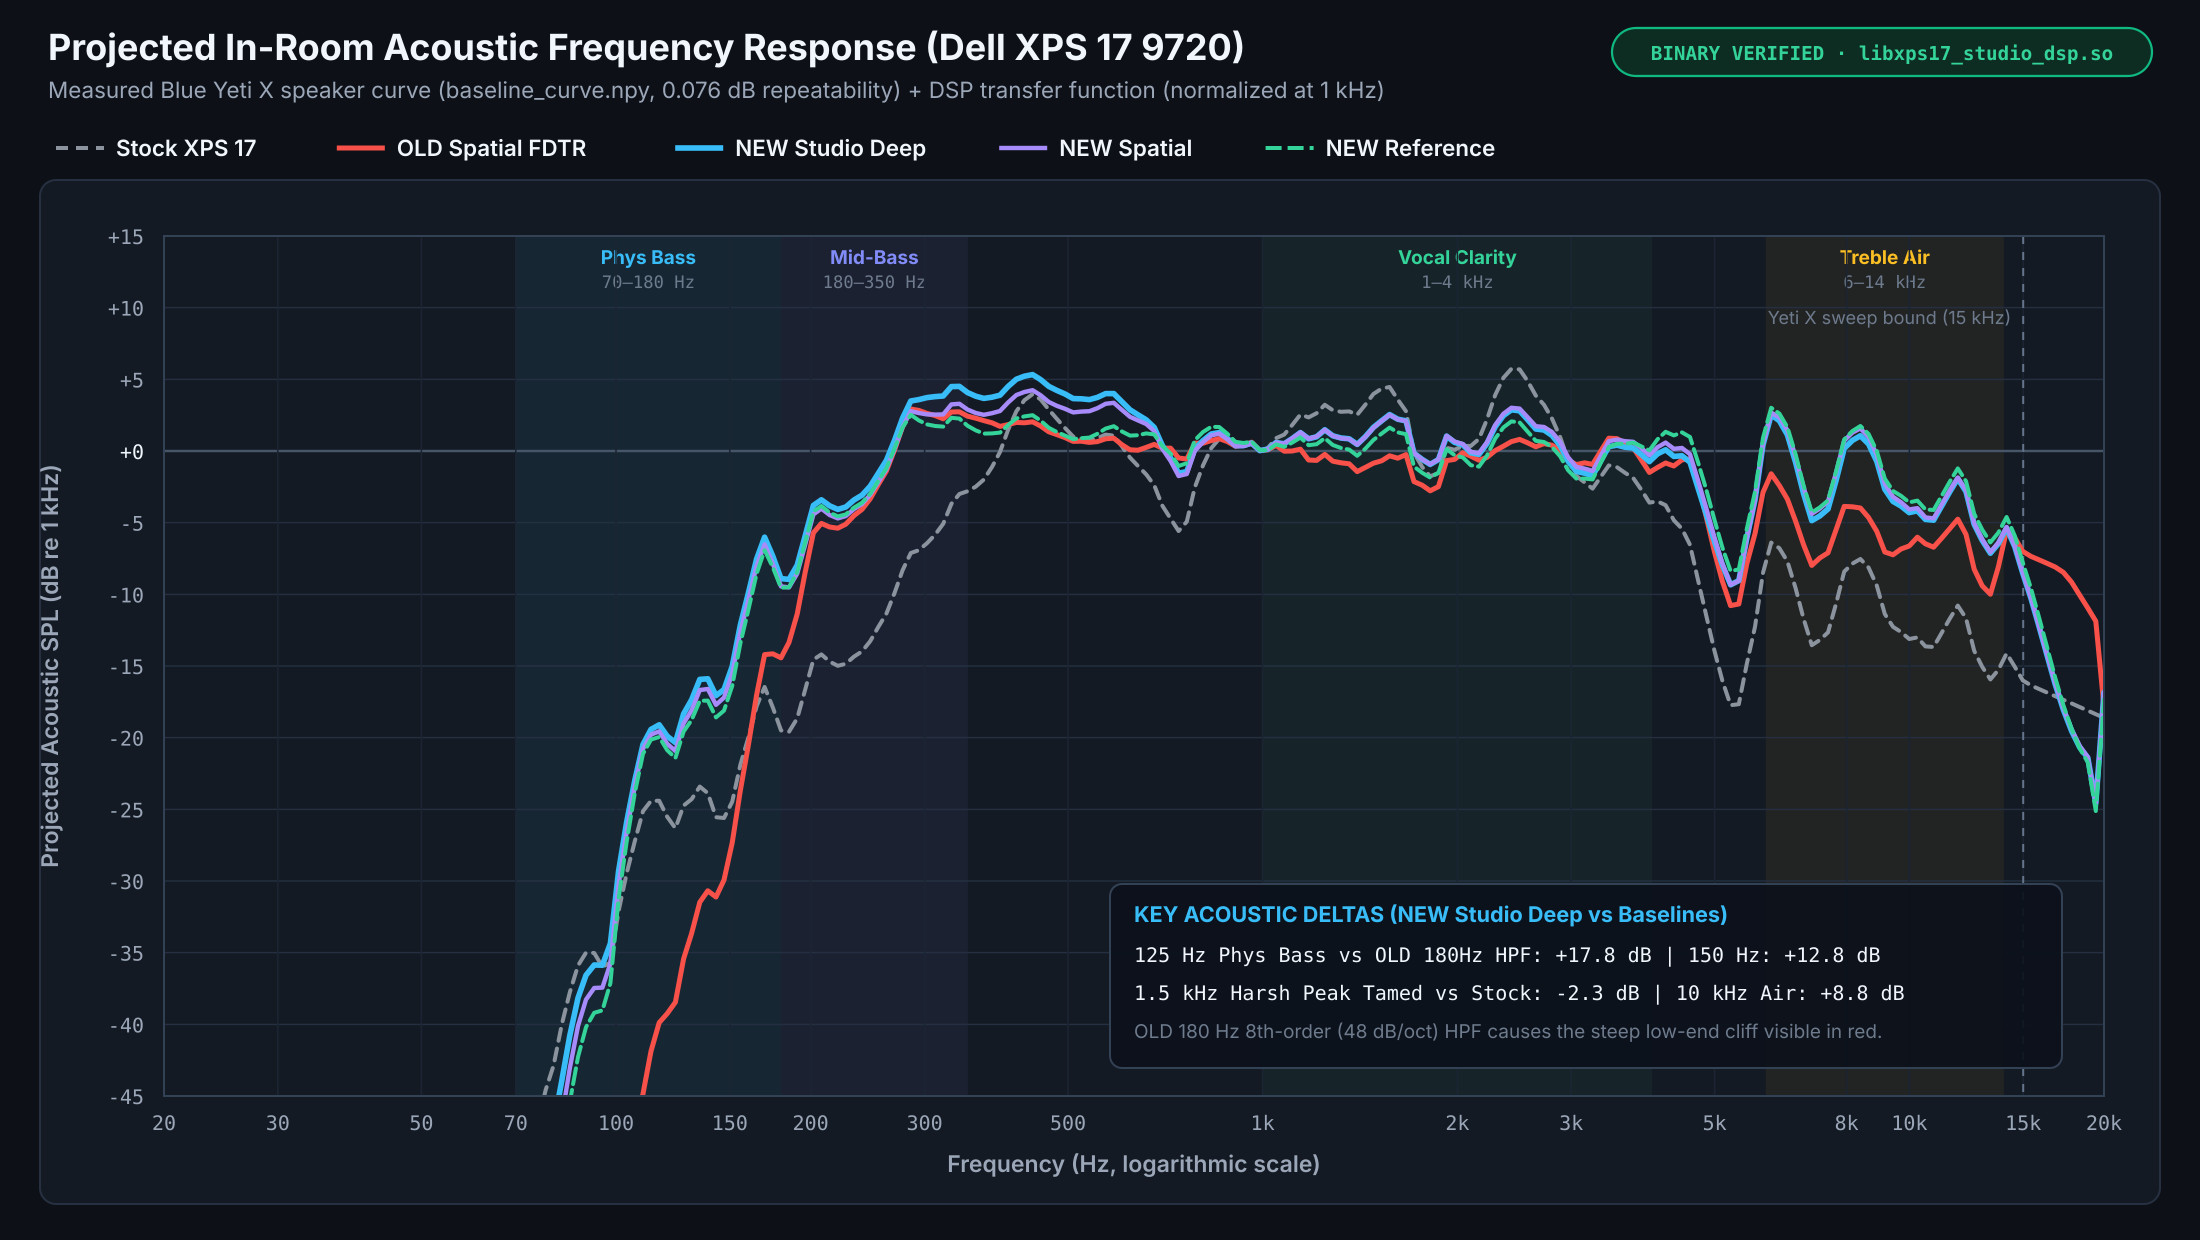 Projected In-Room Acoustic Frequency Response (Dell XPS 17 9720)
BINARY VERIFIED · libxps17_studio_dsp.so
Measured Blue Yeti X speaker curve (baseline_curve.npy, 0.076 dB repeatability) + DSP transfer function (normalized at 1 kHz)
Stock XPS 17
OLD Spatial FDTR
NEW Studio Deep
NEW Spatial
NEW Reference
Projected Acoustic SPL (dB re 1 kHz)
+15
+10
+5
+0
-5
-10
-15
-20
-25
-30
-35
-40
-45
Phys Bass
70–180 Hz
Mid-Bass
180–350 Hz
Vocal Clarity
1–4 kHz
Treble Air
6–14 kHz
Yeti X sweep bound (15 kHz)
KEY ACOUSTIC DELTAS (NEW Studio Deep vs Baselines)
125 Hz Phys Bass vs OLD 180Hz HPF: +17.8 dB | 150 Hz: +12.8 dB
1.5 kHz Harsh Peak Tamed vs Stock: -2.3 dB | 10 kHz Air: +8.8 dB
OLD 180 Hz 8th-order (48 dB/oct) HPF causes the steep low-end cliff visible in red.
20 30 50 70 100 150 200 300 500 1k 2k 3k 5k 8k 10k 15k 20k
Frequency (Hz, logarithmic scale)